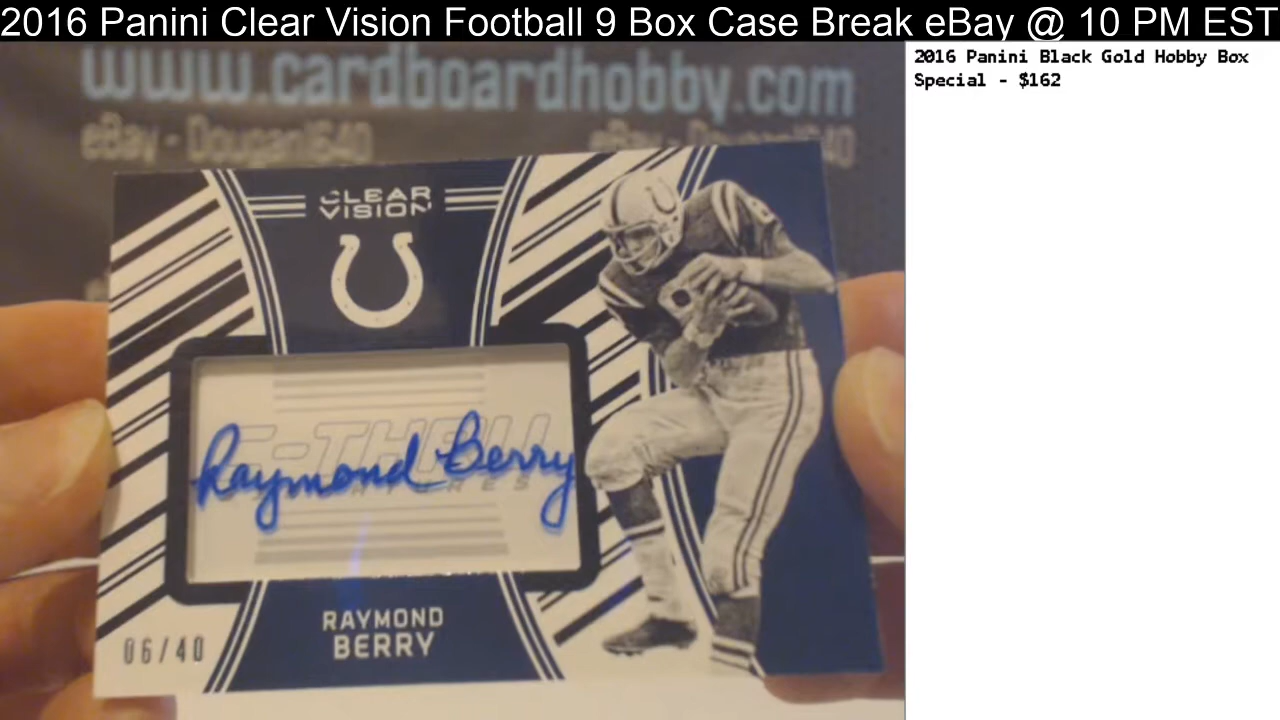 2016 Panini Clear Vision Football 9 Box Case Break eBay @ 10 PM EST
2016 Panini Black Gold Hobby Box
Special - $162
www.cardboardhobby.com
eBay - Dougan1640
CLEAR
VISION
C-THRU
Raymond Berry
RAYMOND
BERRY
06/40